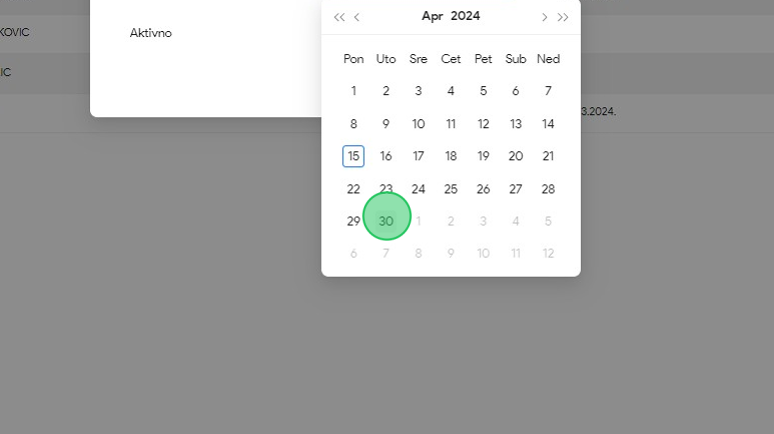 Apr 2024
KOVIC
Aktivno
Pon Uto Sre Cet Pet Sub Ned
IC
1 2 3 4 5 6 7
3.2024.
8 9 10 11 12 13 14
15 16 17 18 19 20 21
22 23 24 25 26 27 28
29 30 1 2 3 4 5
6 7 8 9 10 11 12